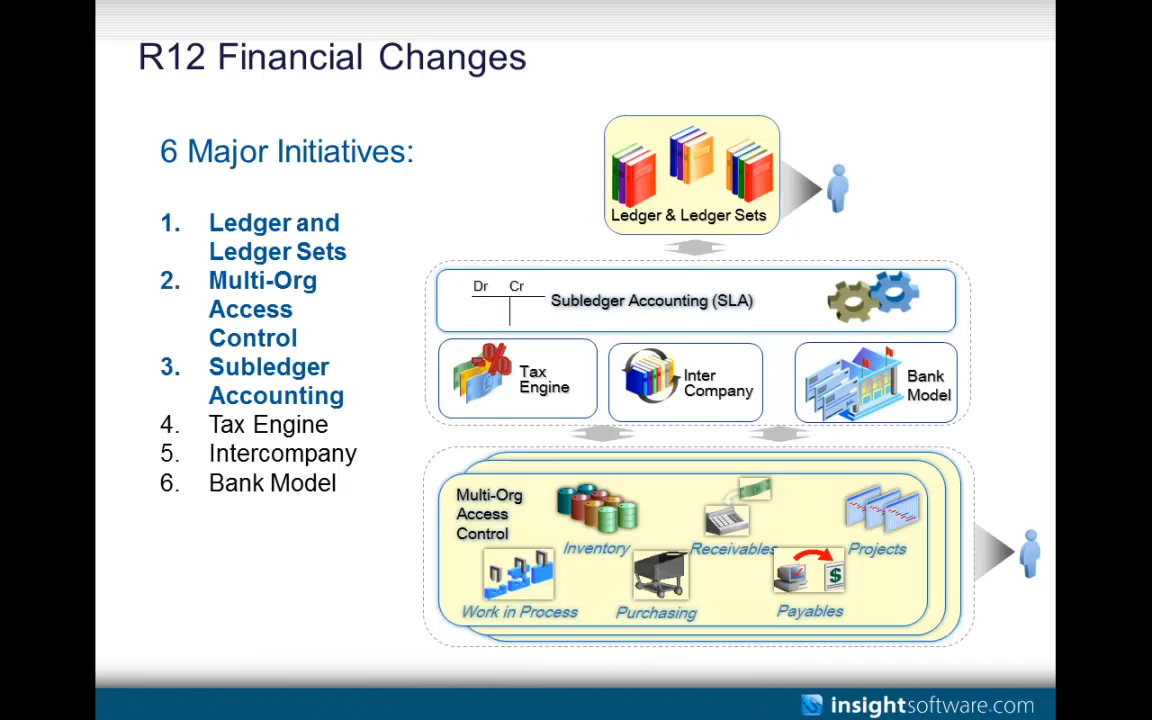 R12 Financial Changes
6 Major Initiatives:
1. Ledger and
Ledger Sets
2. Multi-Org
Access
Control
3. Subledger
Accounting
4. Tax Engine
5. Intercompany
6. Bank Model
Ledger & Ledger Sets
Dr Cr
Subledger Accounting (SLA)
%
Tax
Engine
Inter
Company
Bank
Model
Multi-Org
Access
Control
Inventory
Receivables
Projects
$
Work in Process
Purchasing
Payables
insightsoftware.com